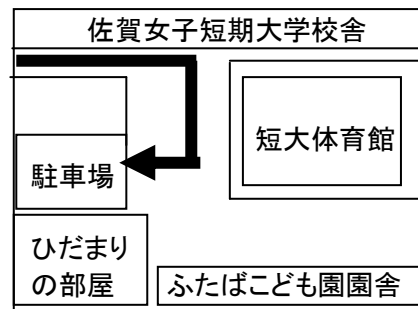 佐賀女子短期大学校舎
短大体育館
駐車場
ひだまり
の部屋
ふたばこども園園舎